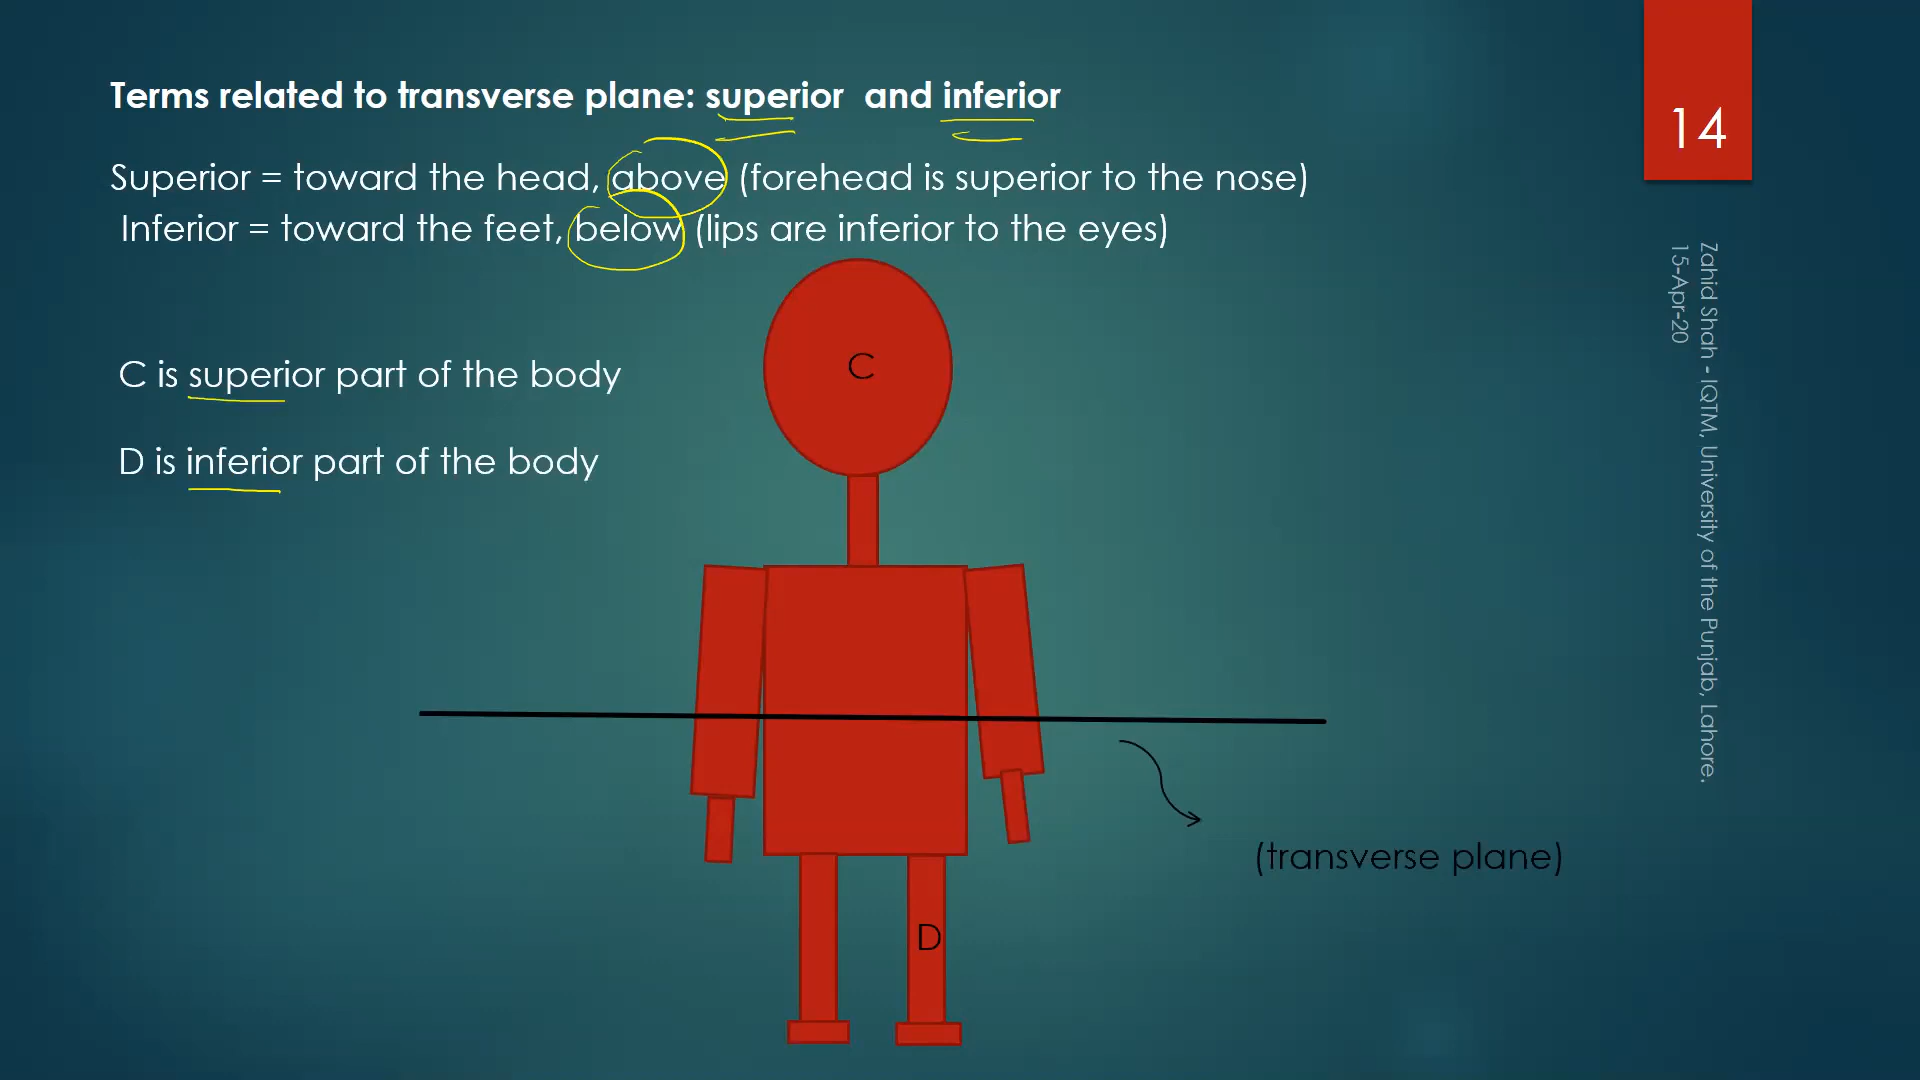 Terms related to transverse plane: superior and inferior
14
Superior = toward the head, above (forehead is superior to the nose)
Inferior = toward the feet, below (lips are inferior to the eyes)
C is superior part of the body
D is inferior part of the body
C
D
(transverse plane)
Zahid Shah - IQTM, University of the Punjab, Lahore.
15-Apr-20